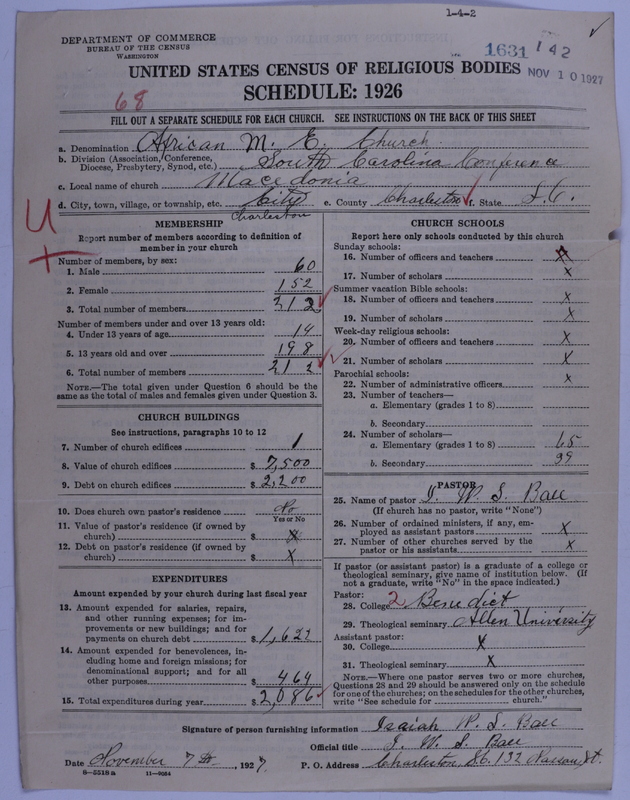 1-4-2
DEPARTMENT OF COMMERCE
BUREAU OF THE CENSUS
WASHINGTON
1631 142
NOV 10 1927
UNITED STATES CENSUS OF RELIGIOUS BODIES
SCHEDULE: 1926
68
FILL OUT A SEPARATE SCHEDULE FOR EACH CHURCH. SEE INSTRUCTIONS ON THE BACK OF THIS SHEET
a. Denomination African M. E. Church
b. Division (Association, Conference, Diocese, Presbytery, Synod, etc.) South Carolina Conference
c. Local name of church Macedonia
d. City, town, village, or township, etc. City e. County Charleston f. State S. C.
Charleston
U
MEMBERSHIP
Report number of members according to definition of
member in your church
Number of members, by sex:
1. Male 60
2. Female 152
3. Total number of members 212
Number of members under and over 13 years old:
4. Under 13 years of age 14
5. 13 years old and over 198
6. Total number of members 212
NOTE.—The total given under Question 6 should be the
same as the total of males and females given under Question 3.
CHURCH BUILDINGS
See instructions, paragraphs 10 to 12
7. Number of church edifices 1
8. Value of church edifices $ 7,500
9. Debt on church edifices $ 2,200
10. Does church own pastor's residence No
Yes or No
11. Value of pastor's residence (if owned by
church) $ X
12. Debt on pastor's residence (if owned by
church) $ X
EXPENDITURES
Amount expended by your church during last fiscal year
13. Amount expended for salaries, repairs,
and other running expenses; for im-
provements or new buildings; and for
payments on church debt $ 1,622
14. Amount expended for benevolences, in-
cluding home and foreign missions; for
denominational support; and for all
other purposes $ 464
15. Total expenditures during year $ 2,086
CHURCH SCHOOLS
Report here only schools conducted by this church
Sunday schools:
16. Number of officers and teachers X
17. Number of scholars X
Summer vacation Bible schools:
18. Number of officers and teachers X
19. Number of scholars X
Week-day religious schools:
20. Number of officers and teachers X
21. Number of scholars X
Parochial schools:
22. Number of administrative officers X
23. Number of teachers—
a. Elementary (grades 1 to 8)
b. Secondary
24. Number of scholars—
a. Elementary (grades 1 to 8) 65
b. Secondary 39
PASTOR
25. Name of pastor I. W. S. Ball
(If church has no pastor, write "None")
26. Number of ordained ministers, if any, em-
ployed as assistant pastors X
27. Number of other churches served by the
pastor or his assistants X
If pastor (or assistant pastor) is a graduate of a college or
theological seminary, give name of institution below. (If
not a graduate, write "No" in the space indicated.)
Pastor:
28. College 2 Benedict
29. Theological seminary Allen University
Assistant pastor:
30. College X
31. Theological seminary X
NOTE.—Where one pastor serves two or more churches,
Questions 28 and 29 should be answered only on the schedule
for one of the churches; on the schedules for the other churches,
write "See schedule for church."
Signature of person furnishing information Isaiah W. S. Ball
Official title I. W. S. Ball
Date November 7th, 1927. P. O. Address Charleston, S.C. 132 Nassau St.
8-5518 a 11-9054